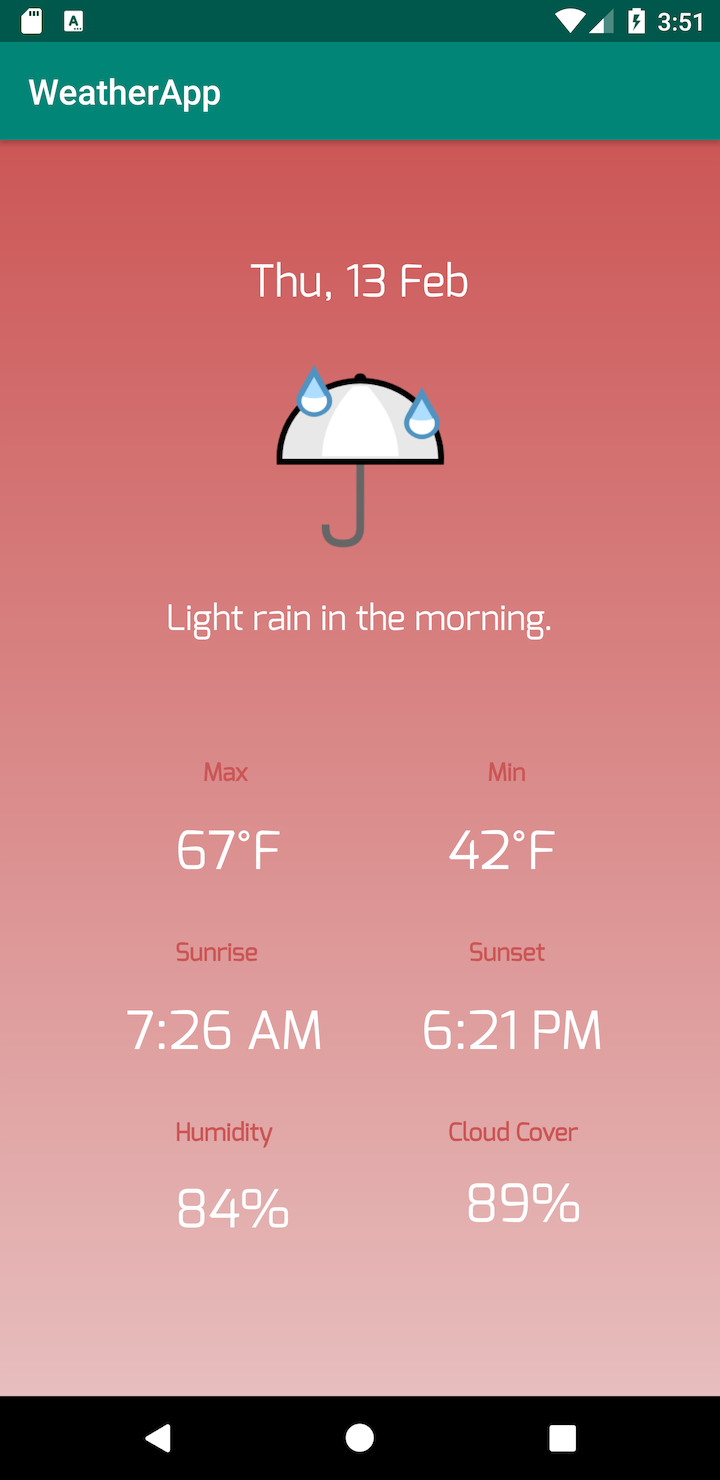 3:51
WeatherApp
Thu, 13 Feb
Light rain in the morning.
Max Min
67°F 42°F
Sunrise Sunset
7:26 AM 6:21 PM
Humidity Cloud Cover
84% 89%